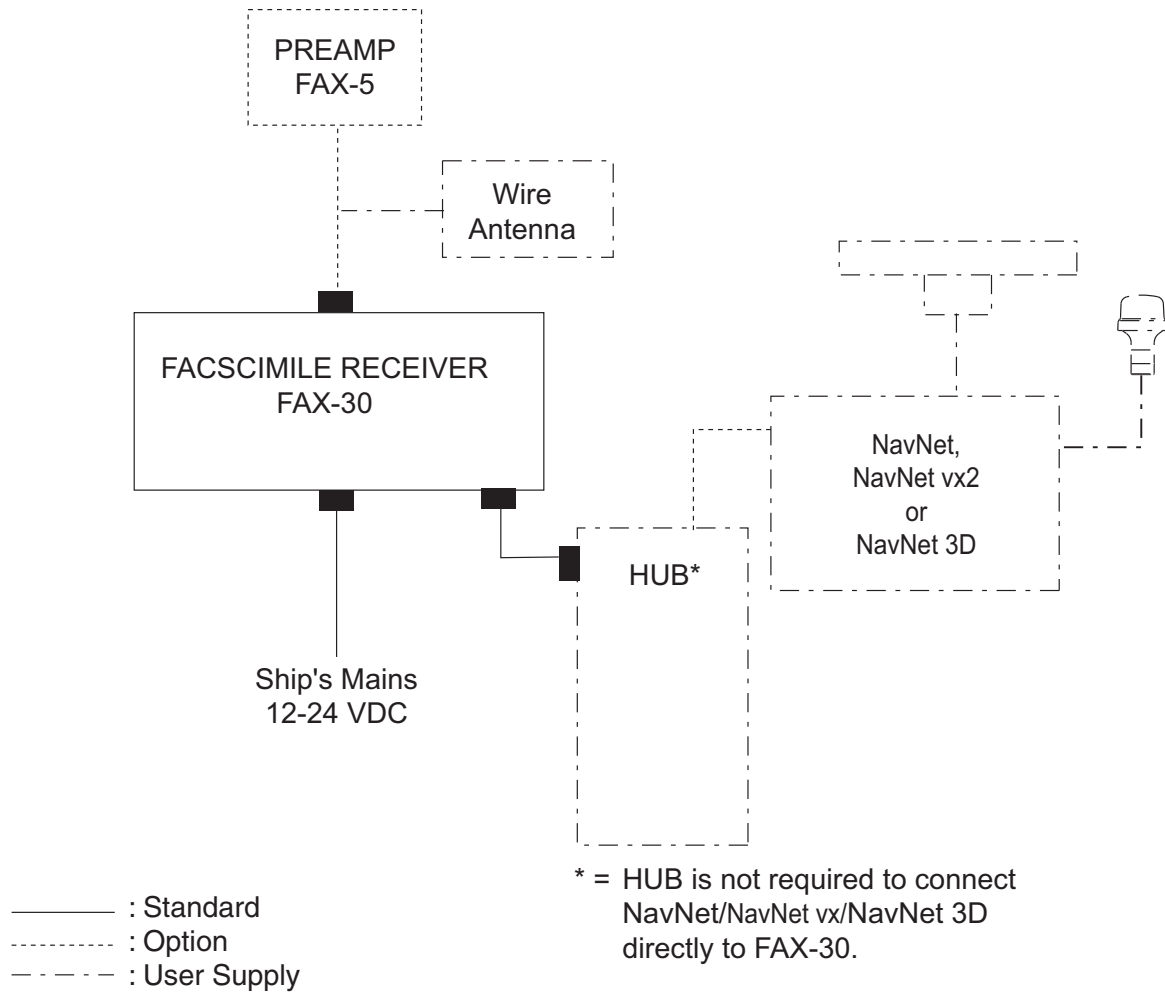 PREAMP
FAX-5
Wire
Antenna
FACSCIMILE RECEIVER
FAX-30
NavNet,
NavNet vx2
or
NavNet 3D
HUB*
Ship's Mains
12-24 VDC
* = HUB is not required to connect
NavNet/NavNet vx/NavNet 3D
directly to FAX-30.
: Standard
: Option
: User Supply